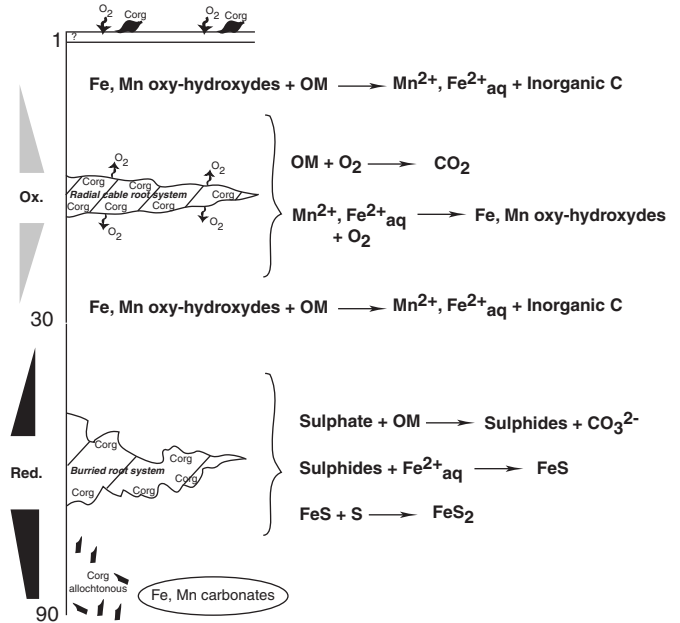 O2 Corg O2 Corg
1
?
Fe, Mn oxy-hydroxydes + OM → Mn2+, Fe2+aq + Inorganic C
O2 O2
OM + O2 → CO2
Corg Corg Corg
Ox.
Radial cable root system
Corg Corg Corg
Mn2+, Fe2+aq → Fe, Mn oxy-hydroxydes
+ O2
O2 O2
Fe, Mn oxy-hydroxydes + OM → Mn2+, Fe2+aq + Inorganic C
30
Sulphate + OM → Sulphides + CO32-
Corg
Corg
Red.
Burried root system
Sulphides + Fe2+aq → FeS
Corg
Corg Corg
FeS + S → FeS2
Corg
allochtonous
Fe, Mn carbonates
90